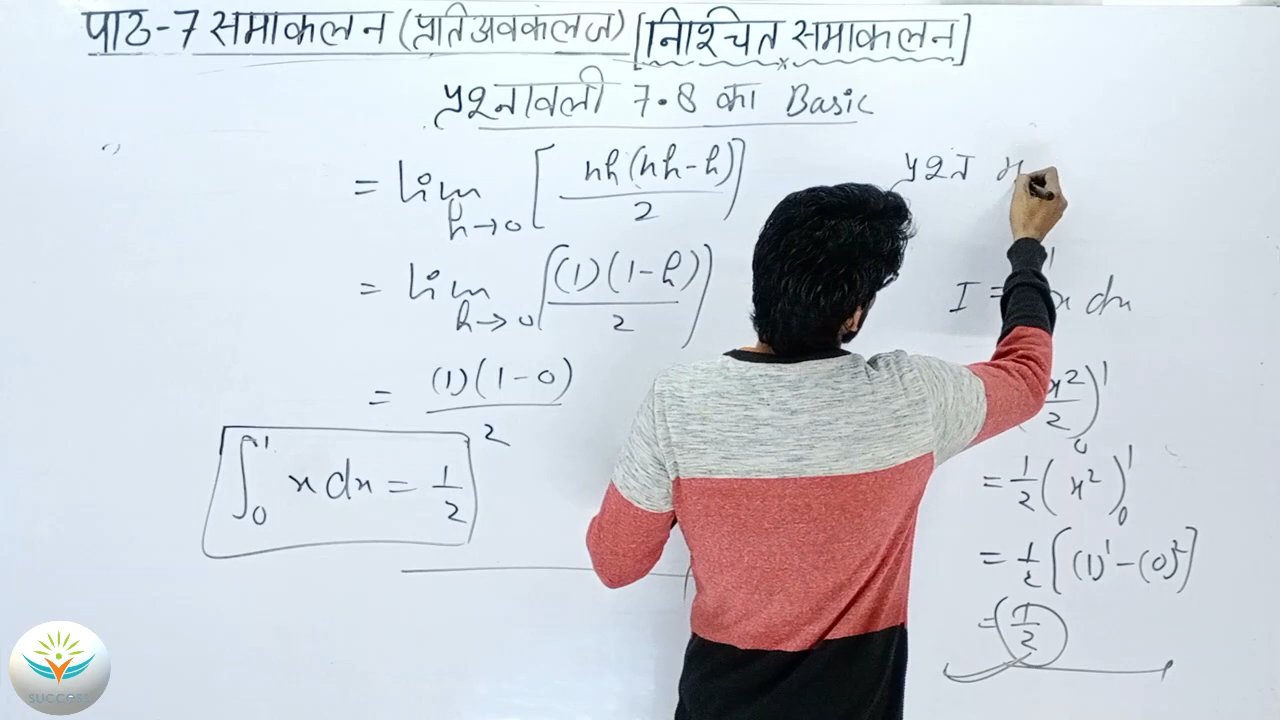 पाठ-7 समाकलन (प्रतिअवकलज) [निश्चित समाकलन]
प्रश्नावली 7.8 का Basic
= lim h→0 [nh(nh-h)/2]
= lim h→0 [(1)(1-h)/2]
= (1)(1-0)/2
∫₀¹ x dx = 1/2
प्रश्न
I = x dx
x²/2)₀¹
= 1/2 (x²)₀¹
= 1/2 [(1)¹-(0)²]
= 1/2
SUCCESS